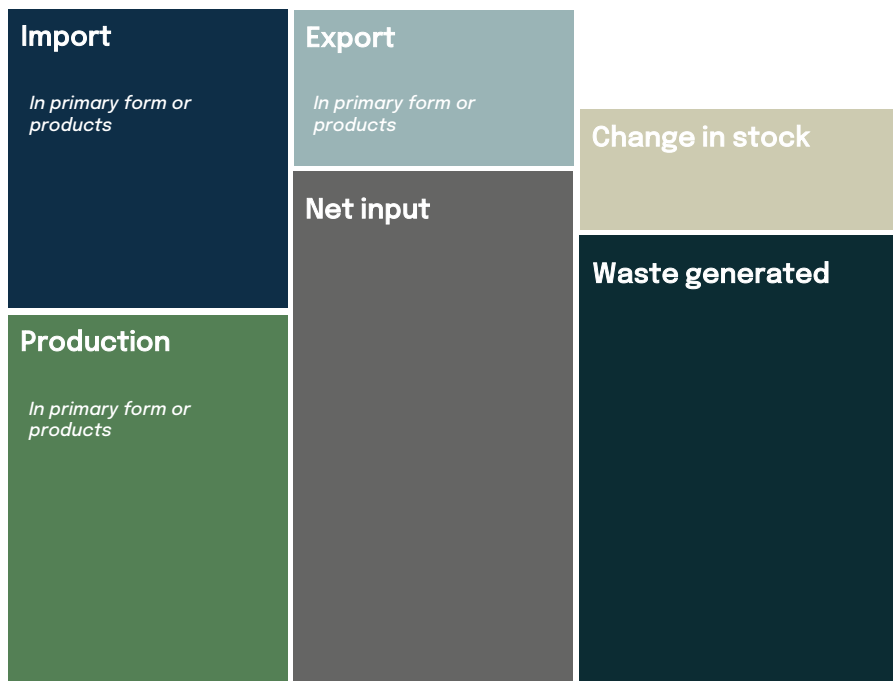 Import
In primary form or
products
Production
In primary form or
products
Export
In primary form or
products
Net input
Change in stock
Waste generated